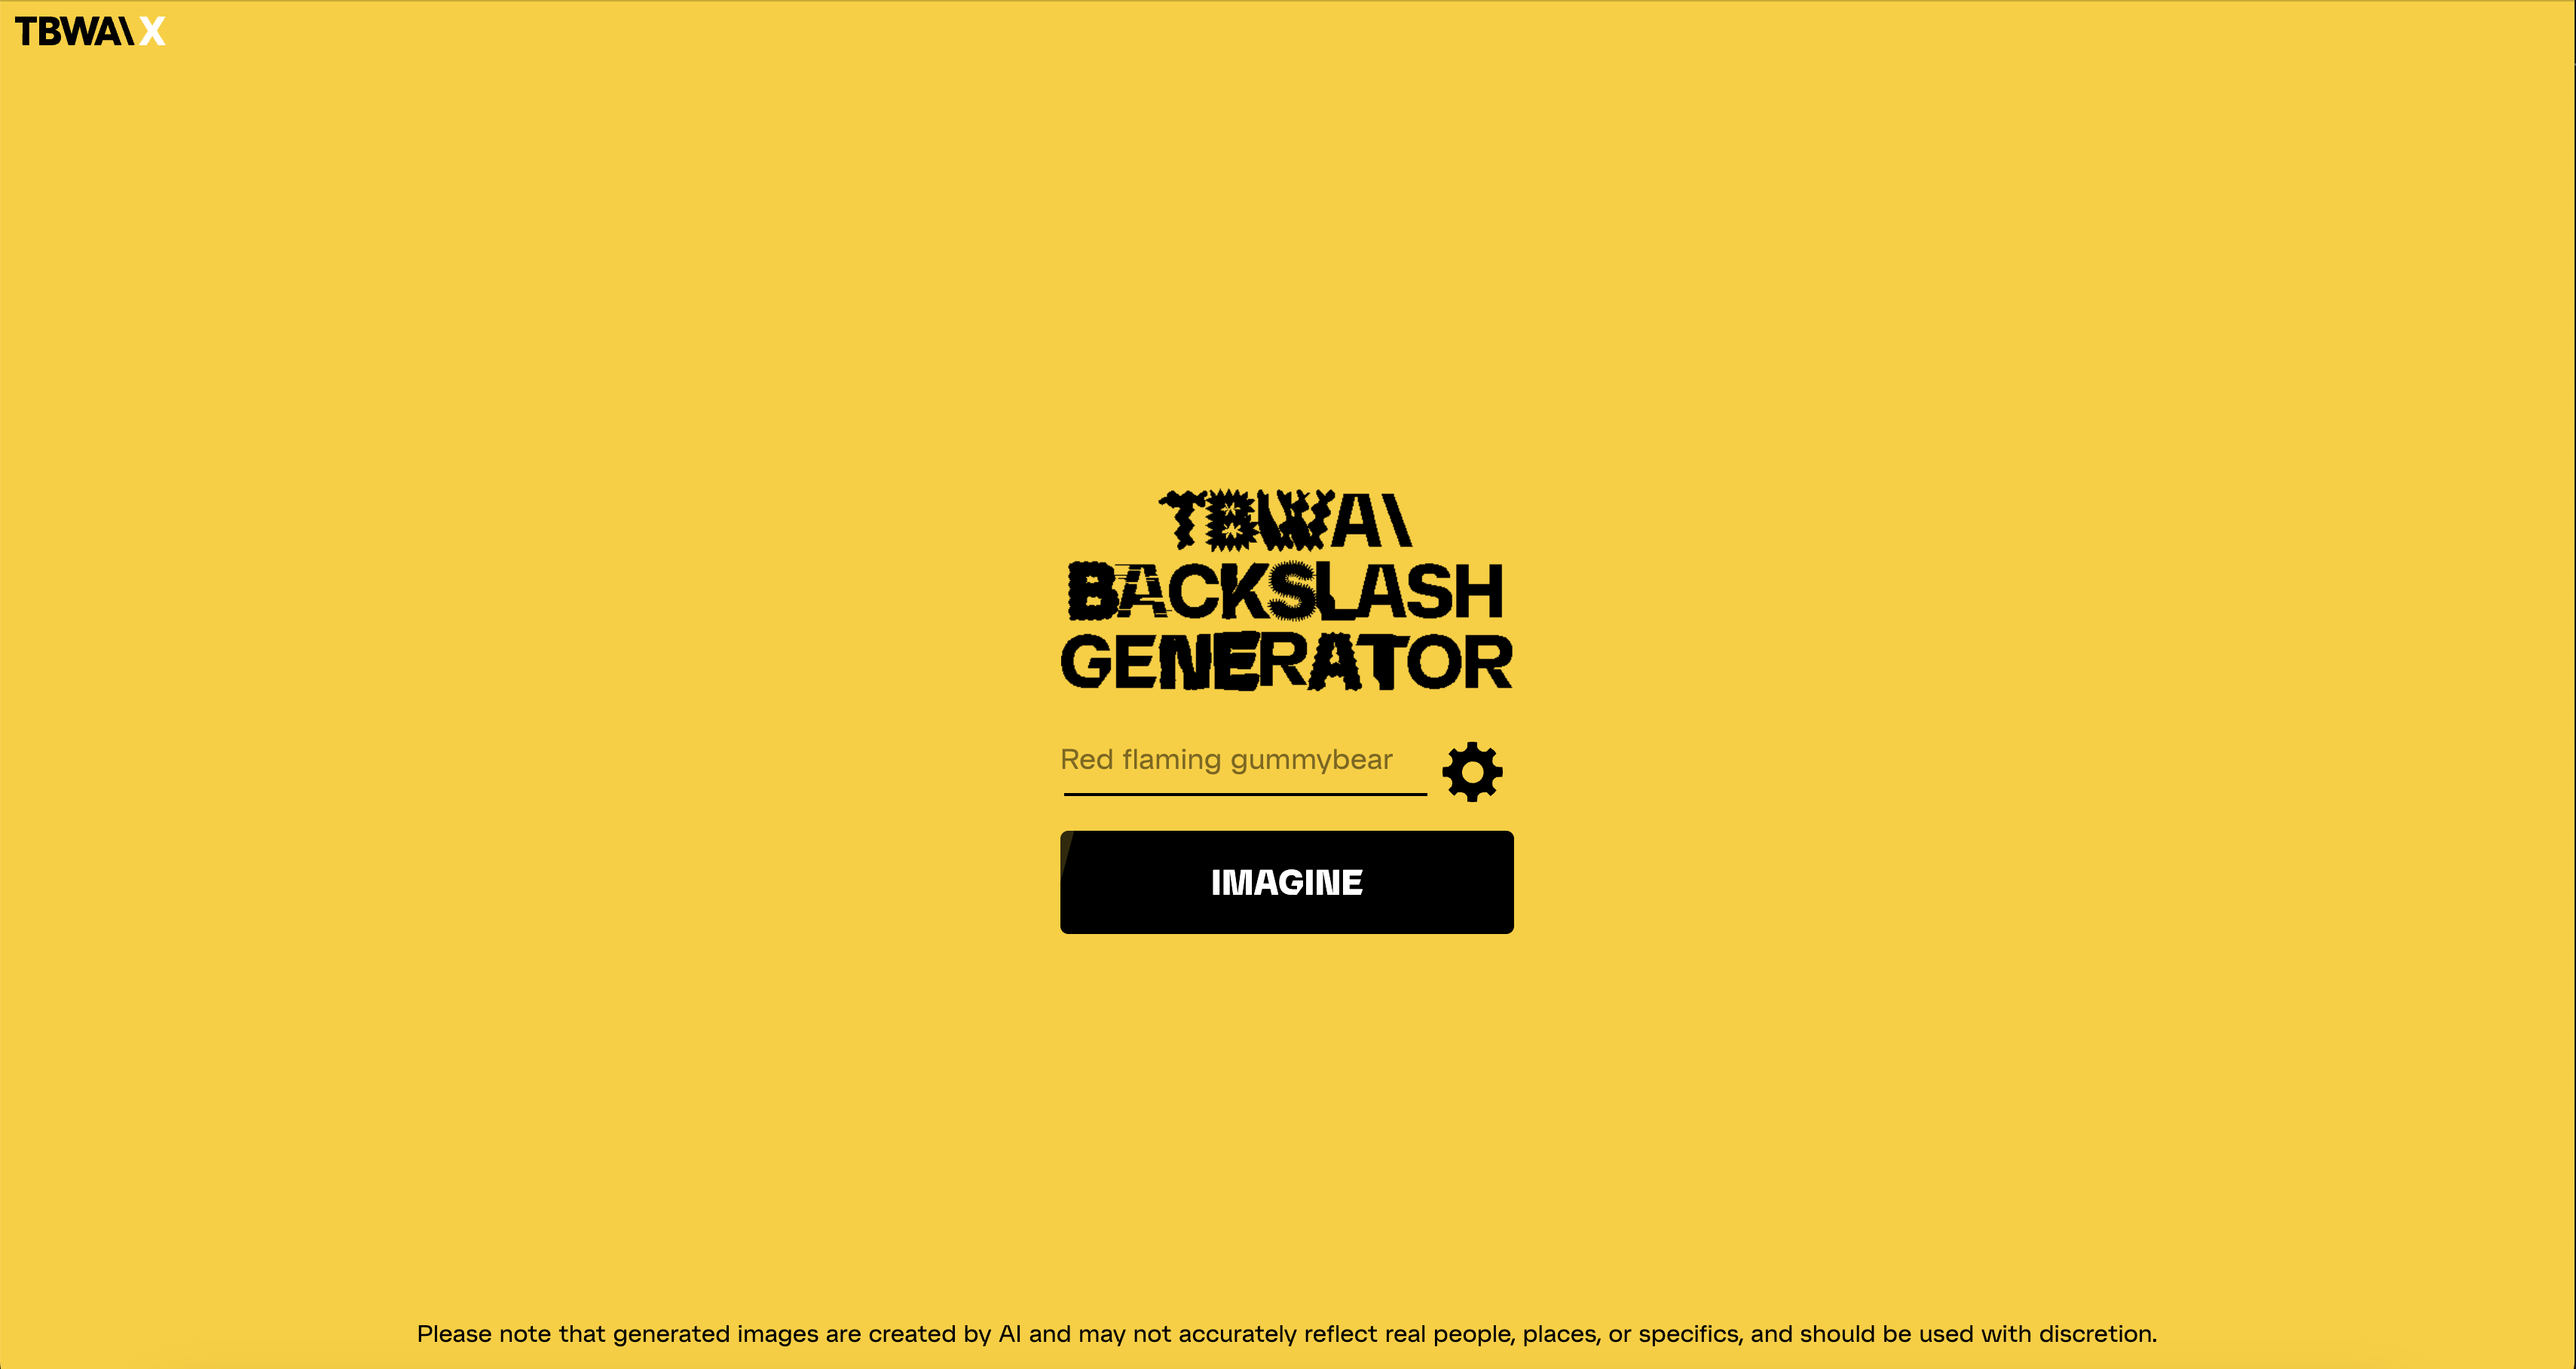 TBWA\ X
TBWA\
BACKSLASH
GENERATOR
Red flaming gummybear
IMAGINE
Please note that generated images are created by AI and may not accurately reflect real people, places, or specifics, and should be used with discretion.